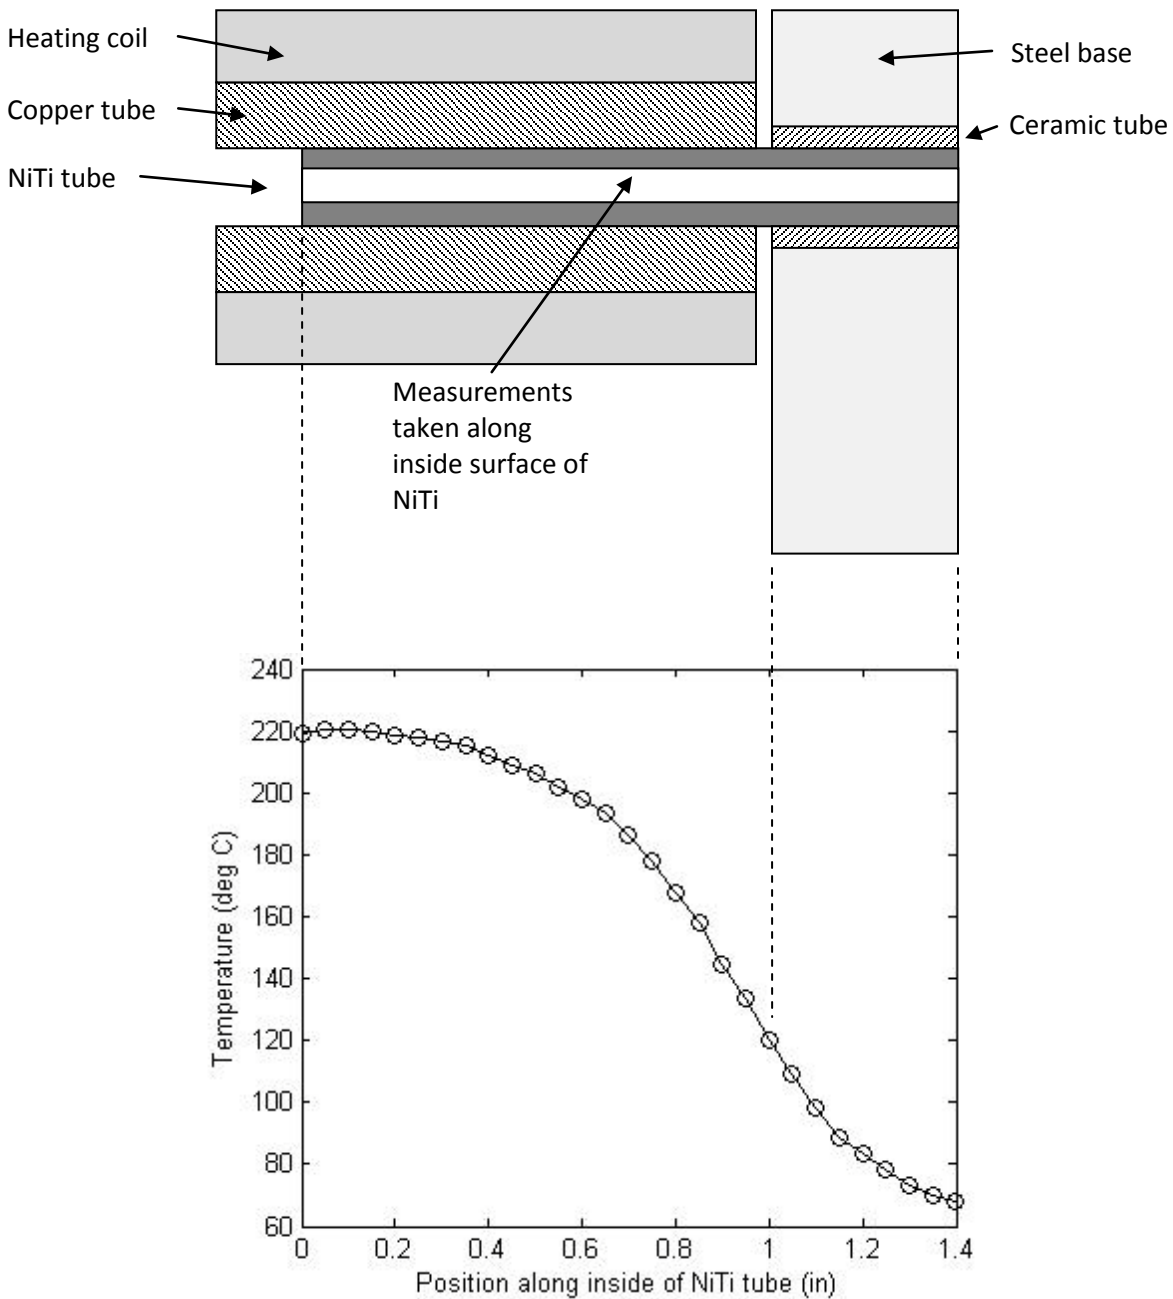 Heating coil
Steel base
Copper tube
Ceramic tube
NiTi tube
Measurements
taken along
inside surface of
NiTi
240
220
200
180
160
140
120
100
80
60
Temperature (deg C)
0 0.2 0.4 0.6 0.8 1 1.2 1.4
Position along inside of NiTi tube (in)